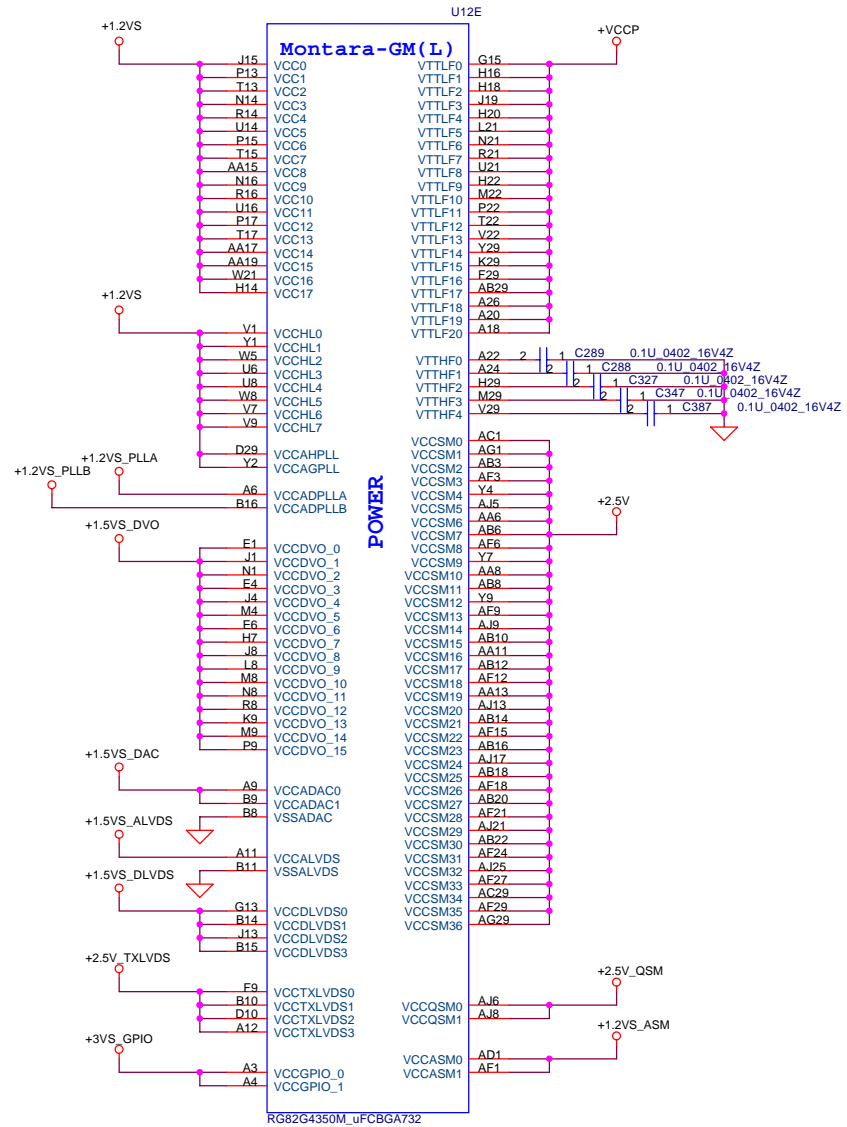 U12E
+1.2VS
+VCCP
Montara-GM(L)
J15 VCC0 VTTLF0 G15
P13 VCC1 VTTLF1 H16
T13 VCC2 VTTLF2 H18
N14 VCC3 VTTLF3 J19
R14 VCC4 VTTLF4 H20
U14 VCC5 VTTLF5 L21
P15 VCC6 VTTLF6 N21
T15 VCC7 VTTLF7 R21
AA15 VCC8 VTTLF8 U21
N16 VCC9 VTTLF9 H22
R16 VCC10 VTTLF10 M22
U16 VCC11 VTTLF11 P22
P17 VCC12 VTTLF12 T22
T17 VCC13 VTTLF13 V22
AA17 VCC14 VTTLF14 Y29
AA19 VCC15 VTTLF15 K29
W21 VCC16 VTTLF16 F29
H14 VCC17 VTTLF17 AB29
VTTLF18 A26
+1.2VS
VTTLF19 A20
V1 VCCHL0 VTTLF20 A18
Y1 VCCHL1
W5 VCCHL2 VTTHF0 A22 2 1 C289 0.1U_0402_16V4Z
U6 VCCHL3 VTTHF1 A24 2 1 C288 0.1U_0402_16V4Z
U8 VCCHL4 VTTHF2 H29 2 1 C327 0.1U_0402_16V4Z
W8 VCCHL5 VTTHF3 M29 2 1 C347 0.1U_0402_16V4Z
V7 VCCHL6 VTTHF4 V29 2 1 C387 0.1U_0402_16V4Z
V9 VCCHL7
VCCSM0 AC1
D29 VCCAHPLL VCCSM1 AG1
Y2 VCCAGPLL VCCSM2 AB3
+1.2VS_PLLA
VCCSM3 AF3
+1.2VS_PLLB
A6 VCCADPLLA VCCSM4 Y4
B16 VCCADPLLB VCCSM5 AJ5
POWER
+2.5V
VCCSM6 AA6
+1.5VS_DVO
VCCSM7 AB6
E1 VCCDVO_0 VCCSM8 AF6
J1 VCCDVO_1 VCCSM9 Y7
N1 VCCDVO_2 VCCSM10 AA8
E4 VCCDVO_3 VCCSM11 AB8
J4 VCCDVO_4 VCCSM12 Y9
M4 VCCDVO_5 VCCSM13 AF9
E6 VCCDVO_6 VCCSM14 AJ9
H7 VCCDVO_7 VCCSM15 AB10
J8 VCCDVO_8 VCCSM16 AA11
L8 VCCDVO_9 VCCSM17 AB12
M8 VCCDVO_10 VCCSM18 AF12
N8 VCCDVO_11 VCCSM19 AA13
R8 VCCDVO_12 VCCSM20 AJ13
K9 VCCDVO_13 VCCSM21 AB14
M9 VCCDVO_14 VCCSM22 AF15
P9 VCCDVO_15 VCCSM23 AB16
+1.5VS_DAC
VCCSM24 AJ17
VCCSM25 AB18
A9 VCCADAC0 VCCSM26 AF18
B9 VCCADAC1 VCCSM27 AB20
B8 VSSADAC VCCSM28 AF21
+1.5VS_ALVDS
VCCSM29 AJ21
VCCSM30 AB22
A11 VCCALVDS VCCSM31 AF24
B11 VSSALVDS VCCSM32 AJ25
+1.5VS_DLVDS
VCCSM33 AF27
VCCSM34 AC29
G13 VCCDLVDS0 VCCSM35 AF29
B14 VCCDLVDS1 VCCSM36 AG29
J13 VCCDLVDS2
B15 VCCDLVDS3
+2.5V_TXLVDS
+2.5V_QSM
F9 VCCTXLVDS0
B10 VCCTXLVDS1 VCCQSM0 AJ6
D10 VCCTXLVDS2 VCCQSM1 AJ8
A12 VCCTXLVDS3
+1.2VS_ASM
+3VS_GPIO
A3 VCCGPIO_0 VCCASM0 AD1
A4 VCCGPIO_1 VCCASM1 AF1
RG82G4350M_uFCBGA732